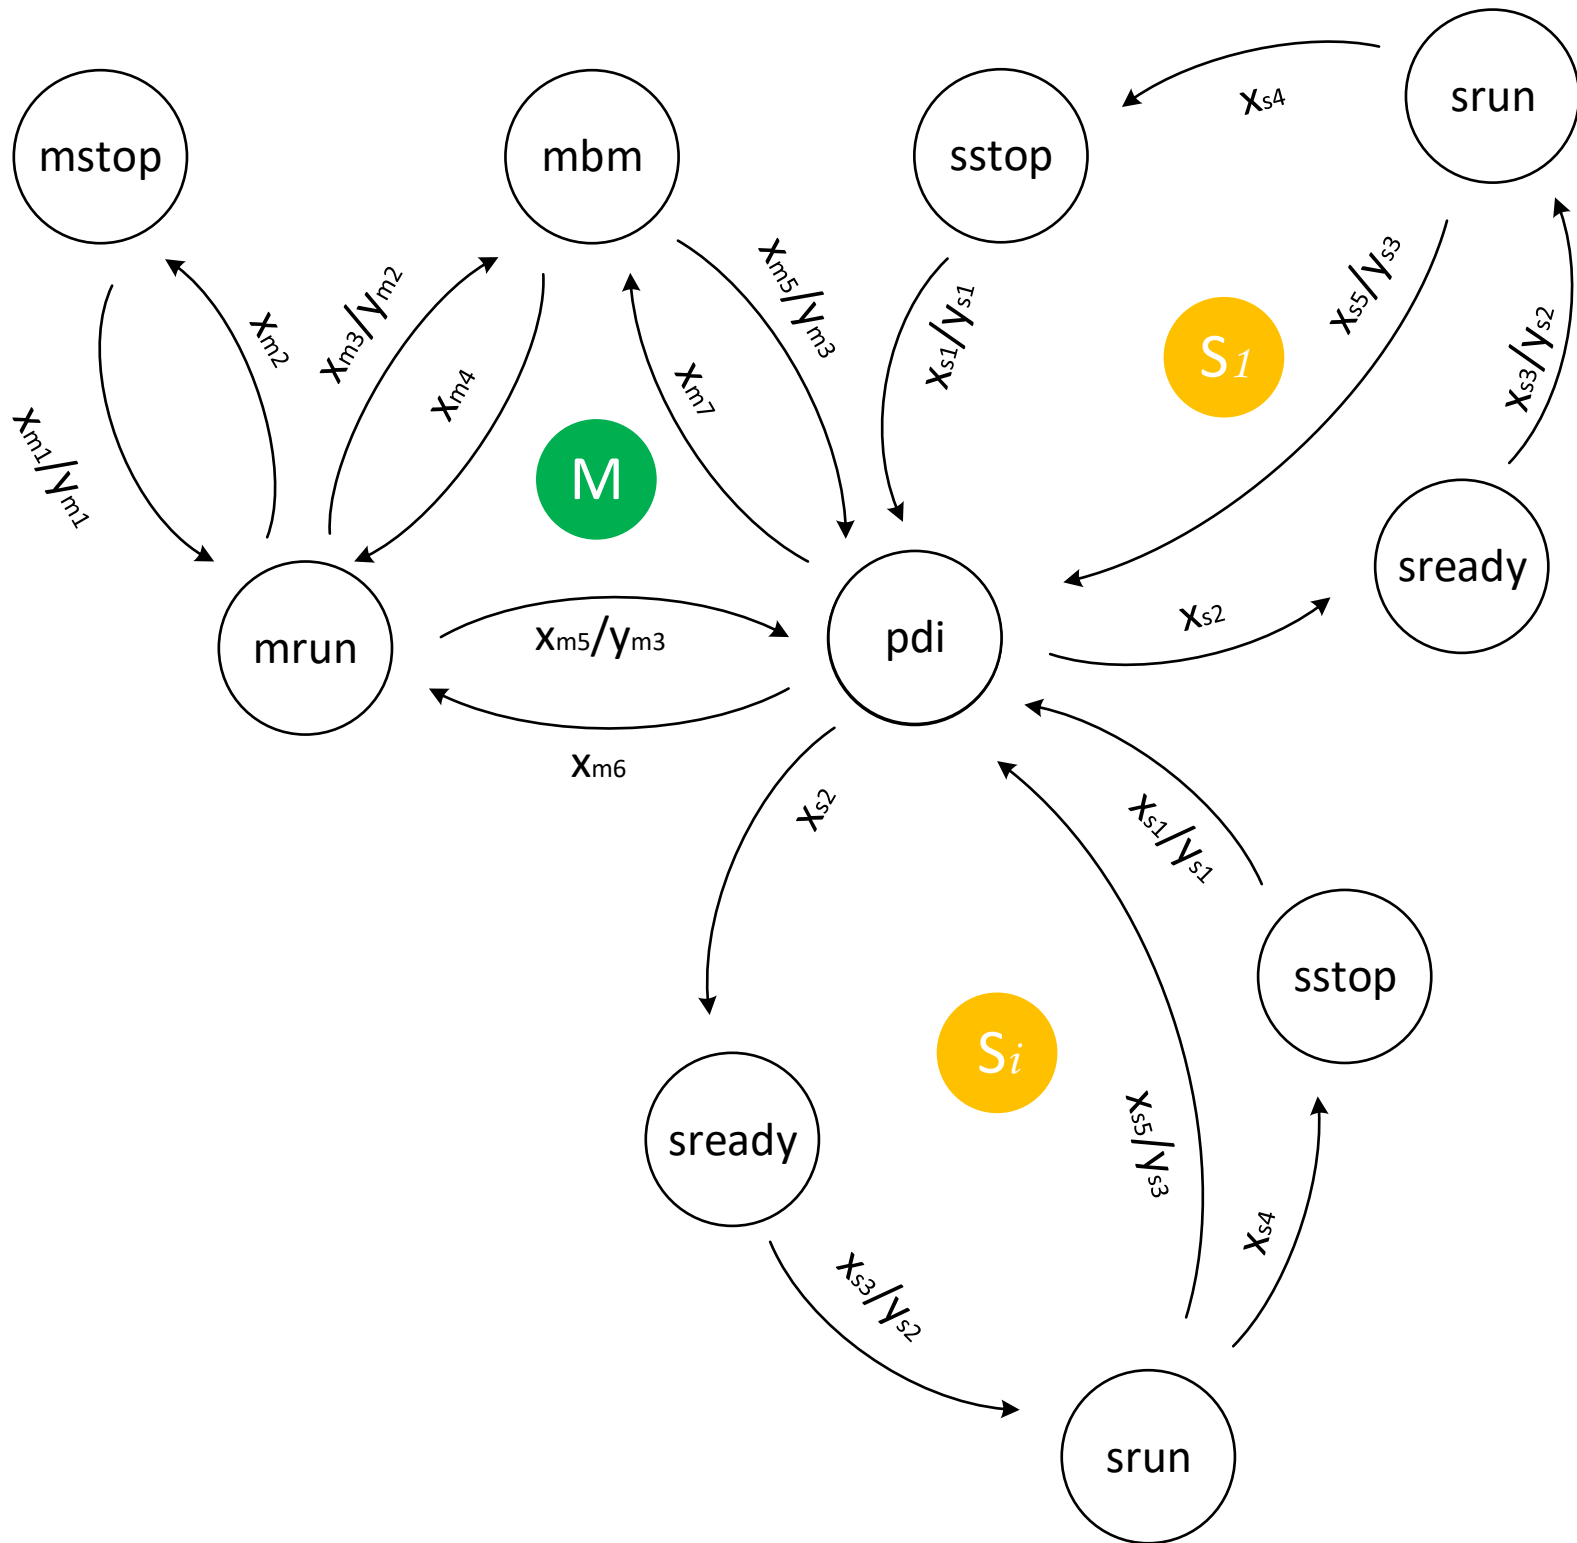 srun
mstop
mbm
sstop
xs4
xm2
xm3/ym2
xm4
xm5/ym3
xm7
xs1/ys1
S1
xs5/ys3
xs3/ys2
xm1/ym1
M
sready
mrun
xm5/ym3
pdi
xs2
xm6
xs2
xs1/ys1
sstop
Si
sready
xs5/ys3
xs4
xs3/ys2
srun